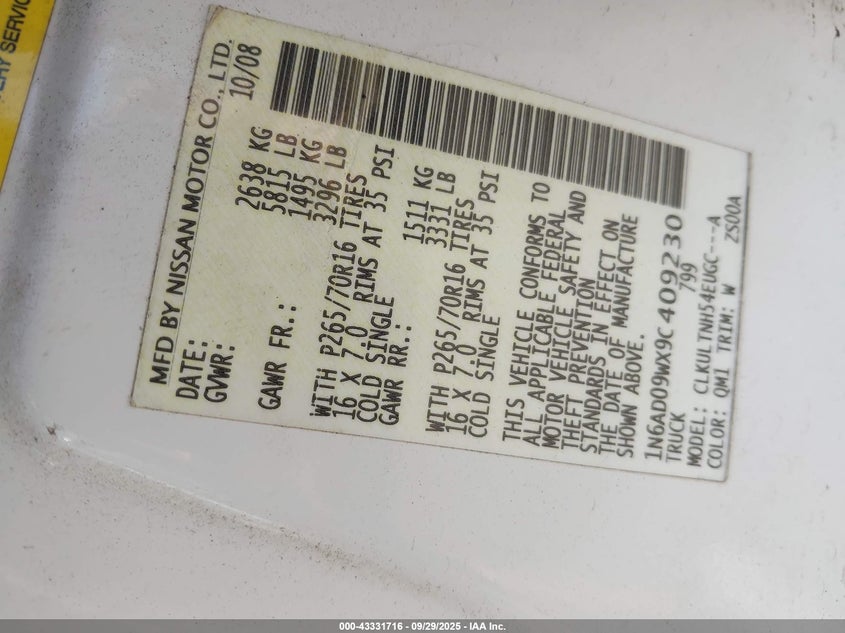 MFD BY NISSAN MOTOR CO., LTD.
DATE: 10/08
GVWR: 2638 KG
5815 LB
GAWR FR.: 1495 KG
3296 LB
WITH P265/70R16 TIRES
16 X 7.0 RIMS AT 35 PSI
COLD SINGLE
GAWR RR.: 1511 KG
3331 LB
WITH P265/70R16 TIRES
16 X 7.0 RIMS AT 35 PSI
COLD SINGLE
THIS VEHICLE CONFORMS TO
ALL APPLICABLE FEDERAL
MOTOR VEHICLE SAFETY AND
THEFT PREVENTION
STANDARDS IN EFFECT ON
THE DATE OF MANUFACTURE
SHOWN ABOVE.
1N6AD09WX9C409230
TRUCK 799
MODEL: CLKULTNH54EUGC---A
COLOR: QM1 TRIM: W ZS00A
ERY SERVIC
000-43331716 - 09/29/2025 - IAA Inc.